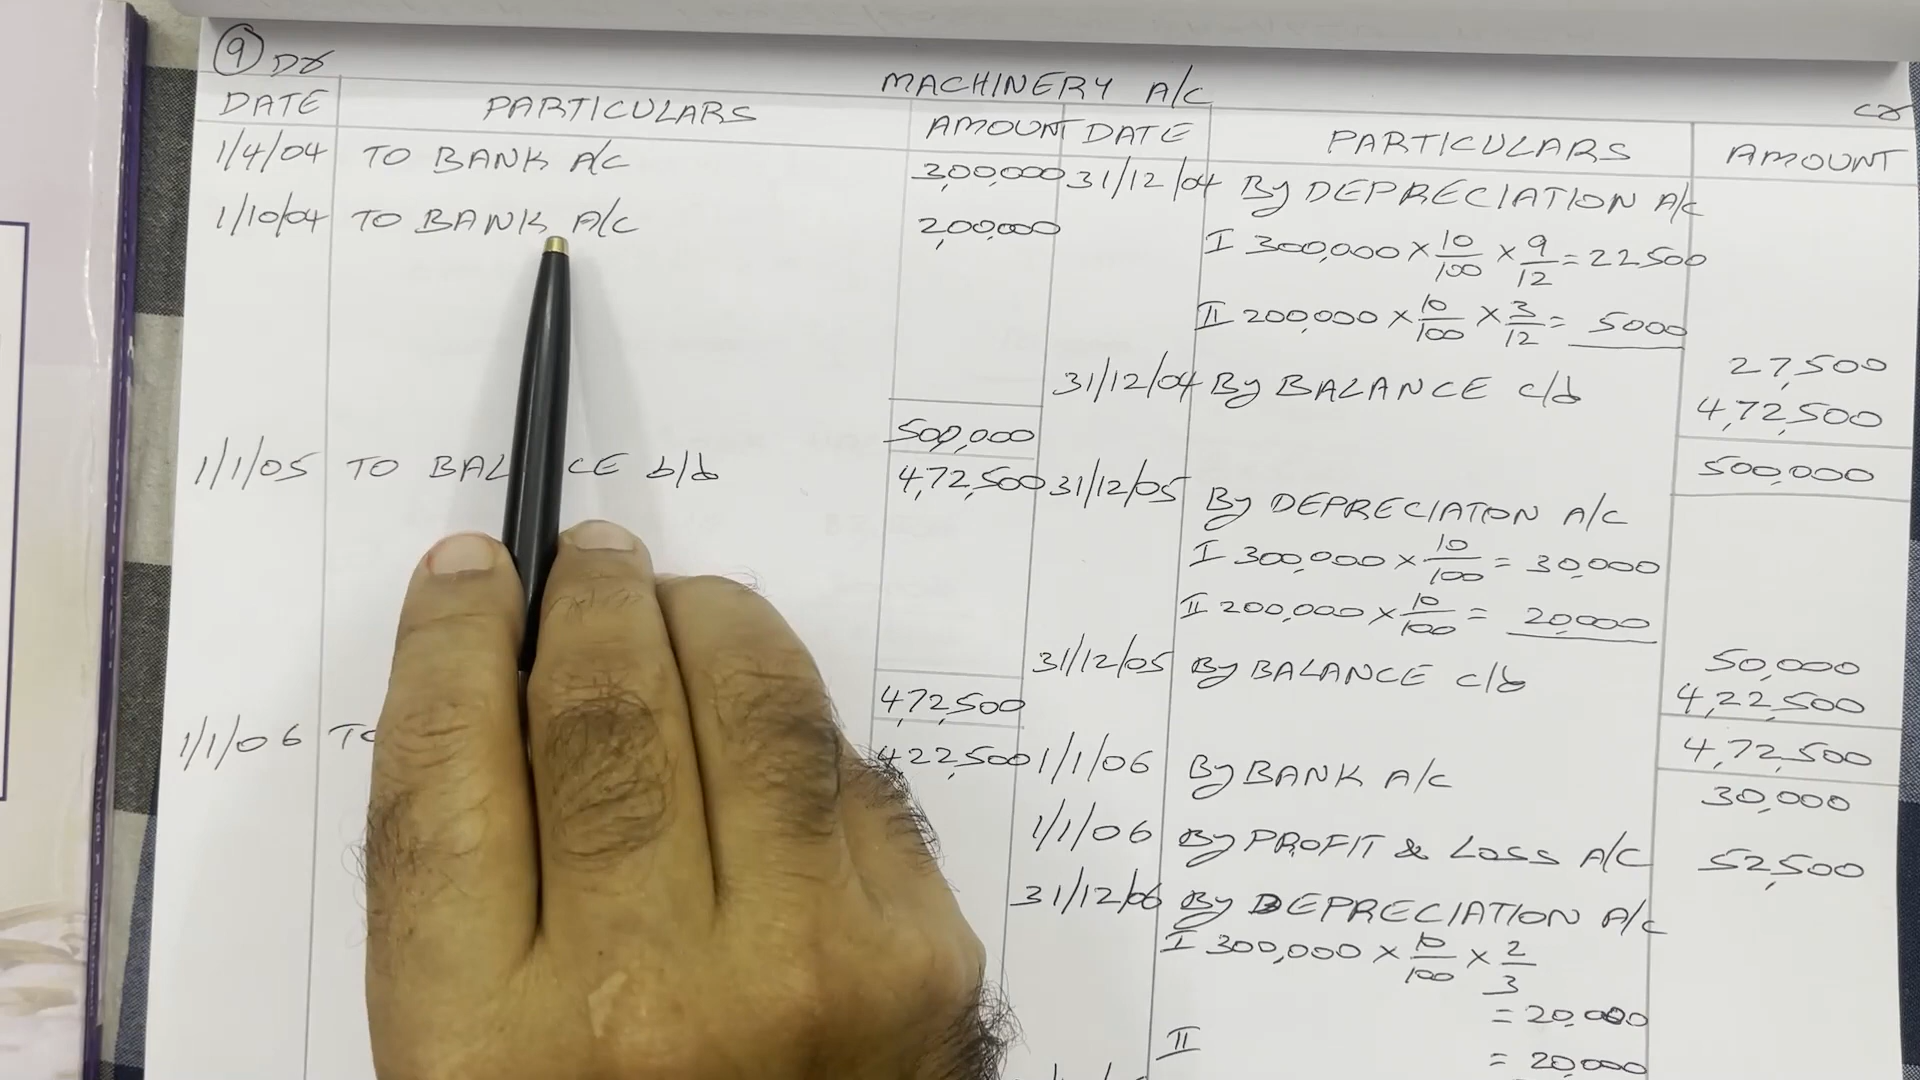 9 Dr
MACHINERY A/C
Cr
DATE PARTICULARS AMOUNT DATE PARTICULARS AMOUNT
1/4/04 TO BANK A/C 3,00,000 31/12/04 By DEPRECIATION A/C
1/10/04 TO BANK A/C 2,00,000 I 300,000 × 10/100 × 9/12 = 22500
II 200,000 × 10/100 × 3/12 = 5000
27,500
31/12/04 By BALANCE c/d 4,72,500
500,000 500,000
1/1/05 TO BAL CE b/d 4,72,500 31/12/05 By DEPRECIATON A/C
I 300,000 × 10/100 = 30,000
II 200,000 × 10/100 = 20,000
50,000
31/12/05 By BALANCE c/d 4,22,500
4,72,500 4,72,500
1/1/06 TO 4,22,500 1/1/06 By BANK A/C 30,000
1/1/06 By PROFIT & LOSS A/C 52,500
31/12/06 By DEPRECIATION A/C
I 300,000 × 10/100 × 2/3
= 20,000
II = 20,000